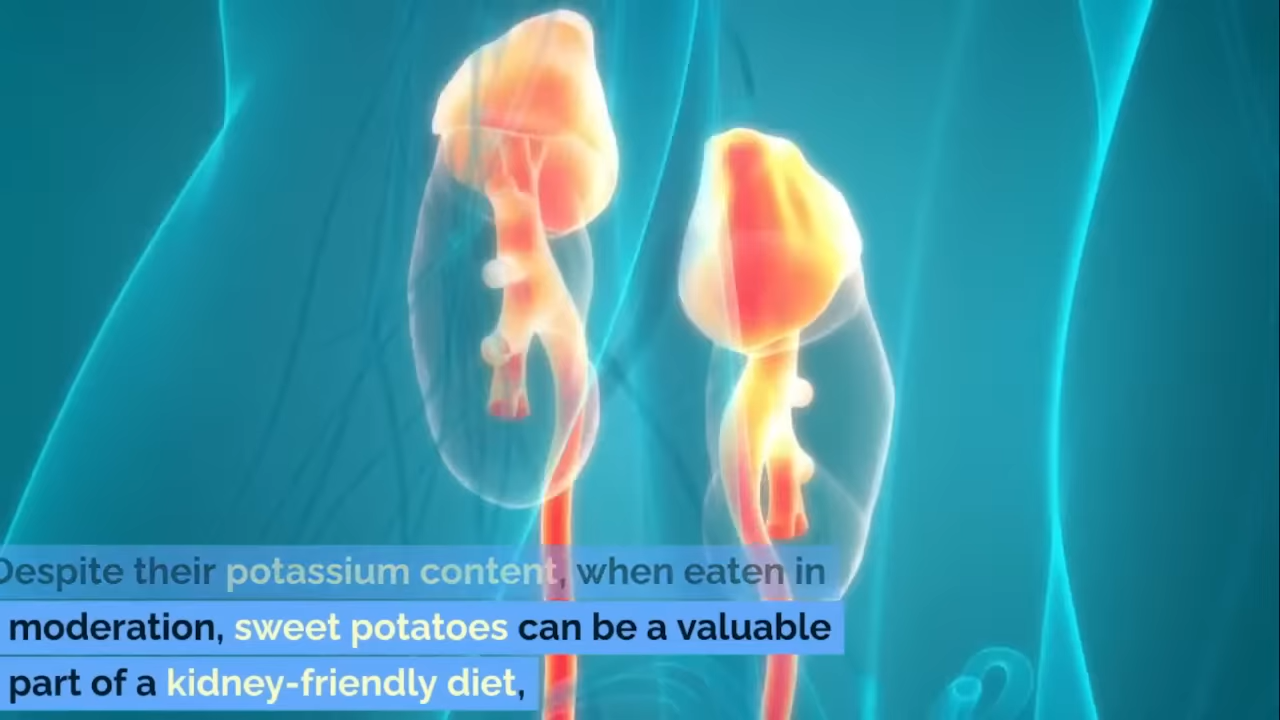 Despite their potassium content, when eaten in
moderation, sweet potatoes can be a valuable
part of a kidney-friendly diet,